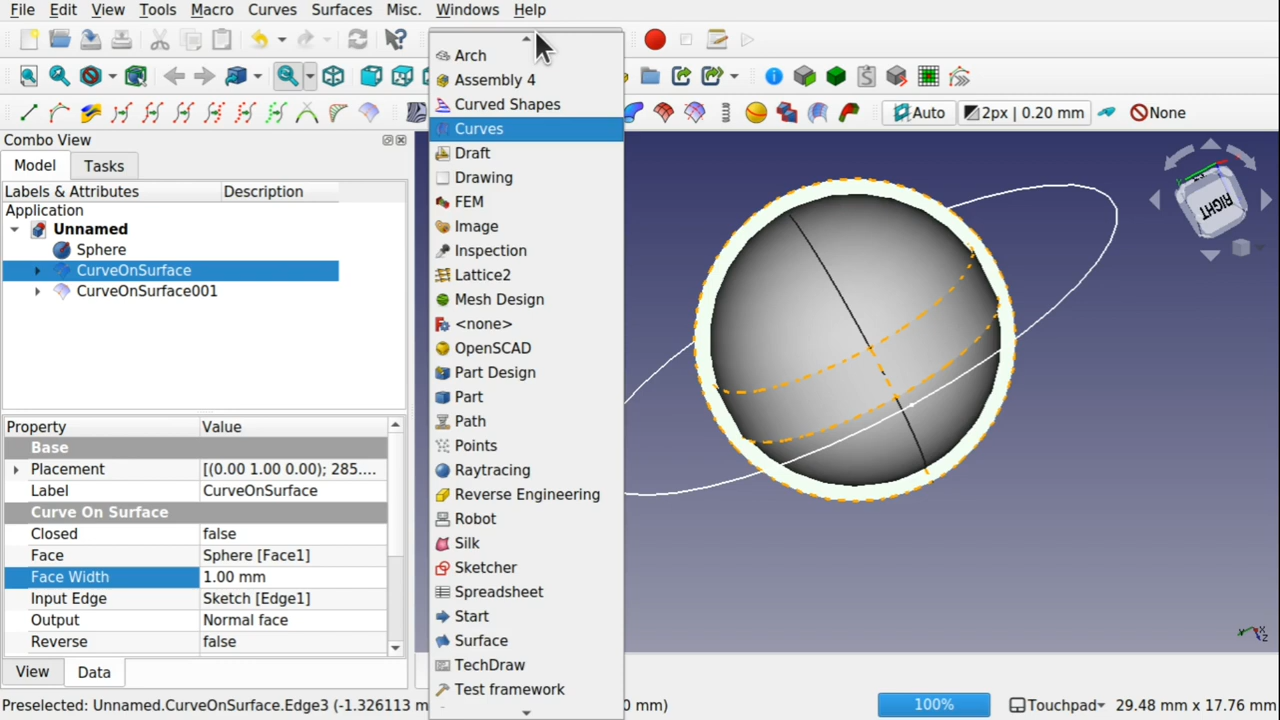 File Edit View Tools Macro Curves Surfaces Misc. Windows Help
Auto 2px | 0.20 mm None
Combo View
Model Tasks
Labels & Attributes Description
Application
Unnamed
Sphere
CurveOnSurface
CurveOnSurface001
Property Value
Base
Placement [(0.00 1.00 0.00); 285....
Label CurveOnSurface
Curve On Surface
Closed false
Face Sphere [Face1]
Face Width 1.00 mm
Input Edge Sketch [Edge1]
Output Normal face
Reverse false
View Data
Arch
Assembly 4
Curved Shapes
Curves
Draft
Drawing
FEM
Image
Inspection
Lattice2
Mesh Design
<none>
OpenSCAD
Part Design
Part
Path
Points
Raytracing
Reverse Engineering
Robot
Silk
Sketcher
Spreadsheet
Start
Surface
TechDraw
Test framework
RIGHT
Preselected: Unnamed.CurveOnSurface.Edge3 (-1.326113 m 0 mm) 100% Touchpad 29.48 mm x 17.76 mm